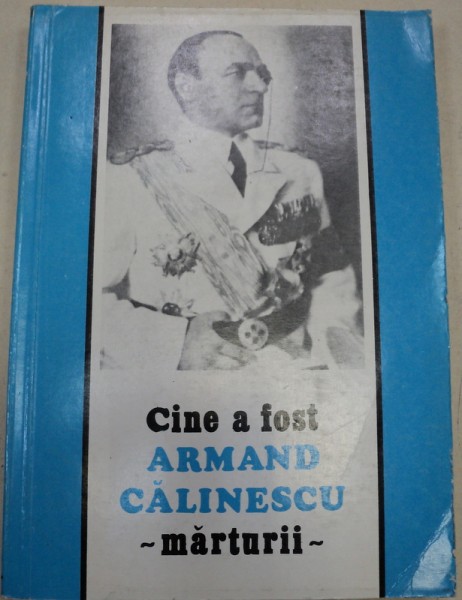 Cine a fost
ARMAND
CĂLINESCU
~mărturii~